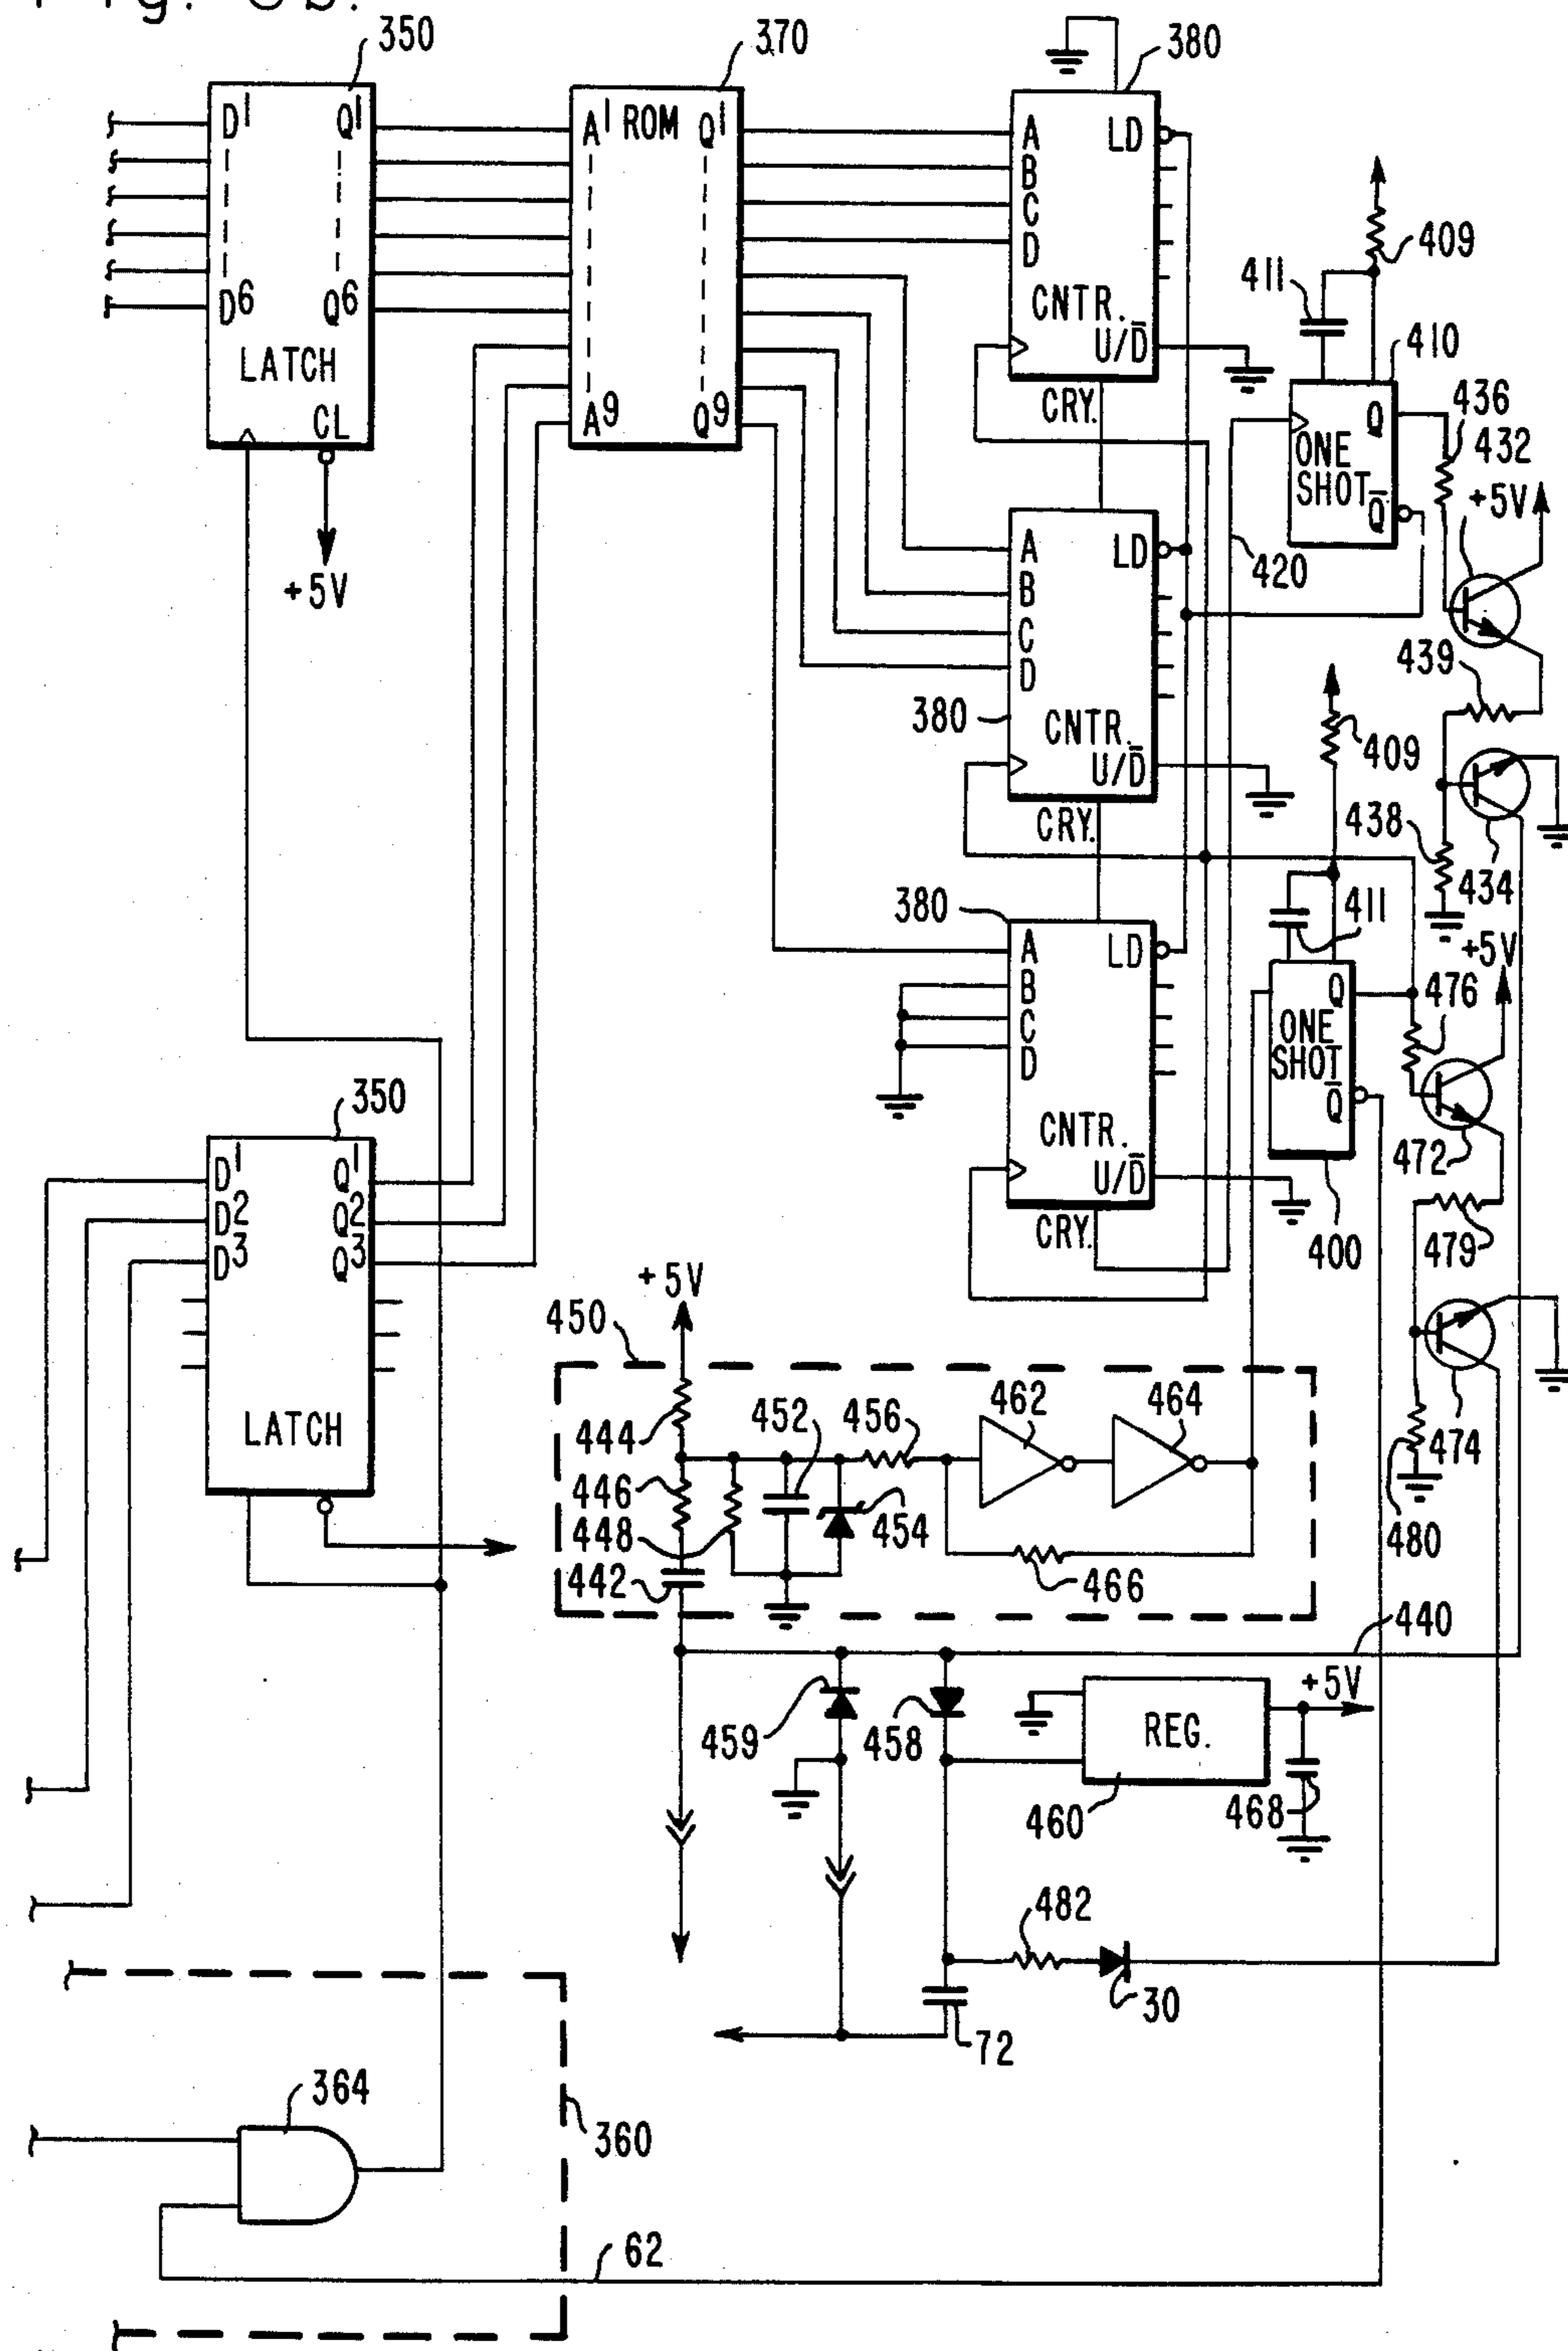 350
370
380
D1 Q1
A1 ROM Q1
A LD
B
C
D
D6 Q6
LATCH
CL
+5V
A9 Q9
CNTR.
U/D̅
CRY.
409
411
410
Q
ONE
SHOT
Q̅
436
432
+5V
420
439
A LD
B
C
D
380
CNTR.
U/D̅
CRY.
409
438
434
411
380
A LD
B
C
D
CNTR.
U/D̅
CRY.
+5V
476
Q
ONE
SHOT
Q̅
472
400
479
350
D1 Q1
D2 Q2
D3 Q3
LATCH
+5V
450
444
446
448
442
452
456
454
462
464
466
474
480
440
459
458
REG.
+5V
460
468
482
30
72
364
360
62